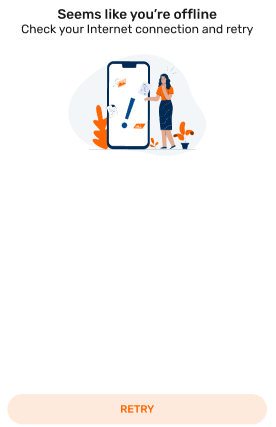 Seems like you're offline
Check your Internet connection and retry
RETRY